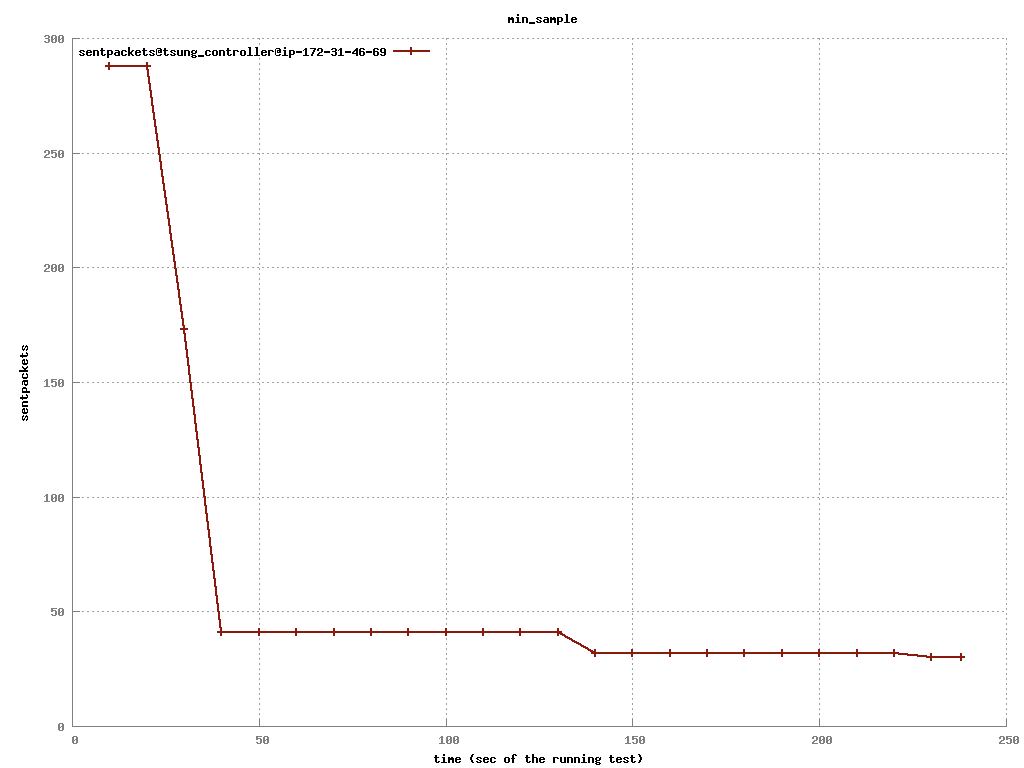 min_sample
300
sentpackets@tsung_controller@ip-172-31-46-69
250
200
150
sentpackets
100
50
0
0 50 100 150 200 250
time (sec of the running test)